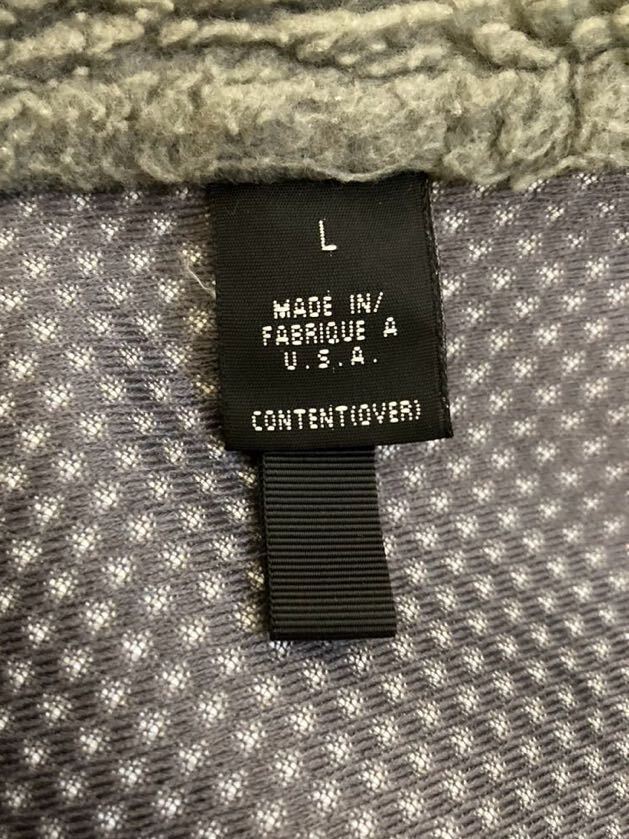 L
MADE IN/
FABRIQUE A
U.S.A.
CONTENT(OVER)